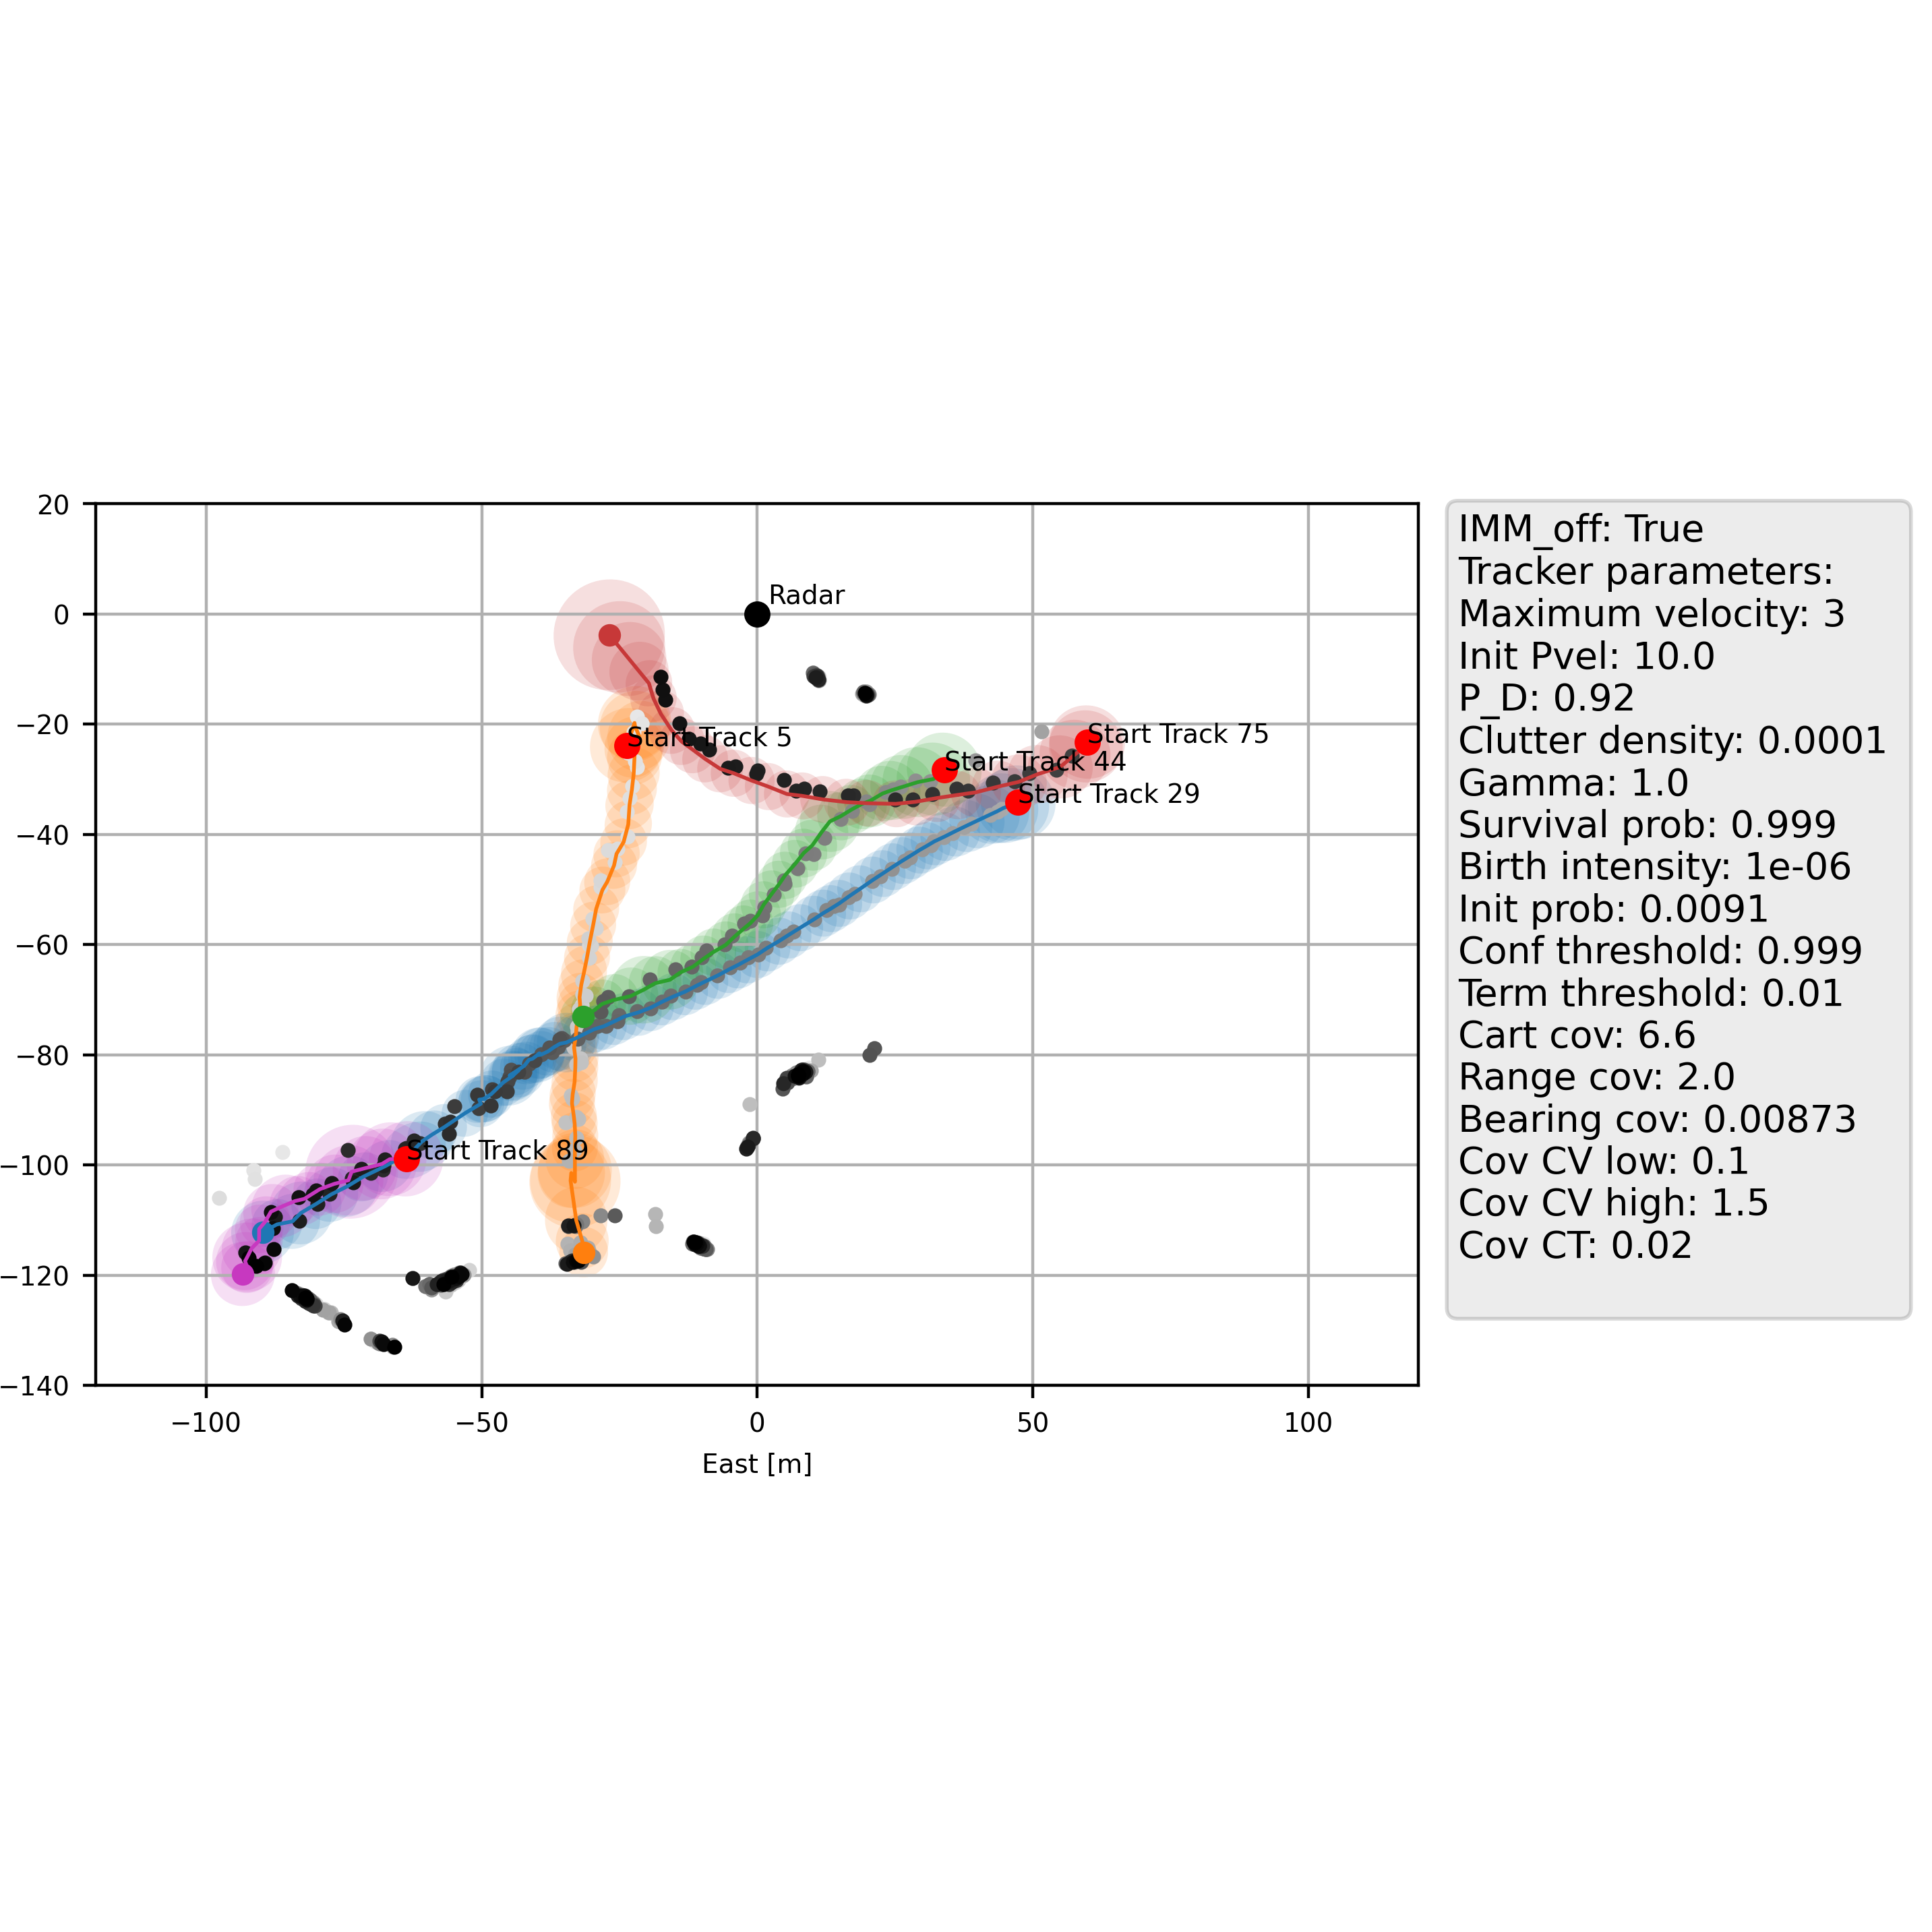 20
0
−20
−40
−60
−80
−100
−120
−140
−100
−50
0
50
100
East [m]
Radar
Start Track 5
Start Track 75
Start Track 44
Start Track 29
Start Track 89
IMM_off: True
Tracker parameters:
Maximum velocity: 3
Init Pvel: 10.0
P_D: 0.92
Clutter density: 0.0001
Gamma: 1.0
Survival prob: 0.999
Birth intensity: 1e-06
Init prob: 0.0091
Conf threshold: 0.999
Term threshold: 0.01
Cart cov: 6.6
Range cov: 2.0
Bearing cov: 0.00873
Cov CV low: 0.1
Cov CV high: 1.5
Cov CT: 0.02